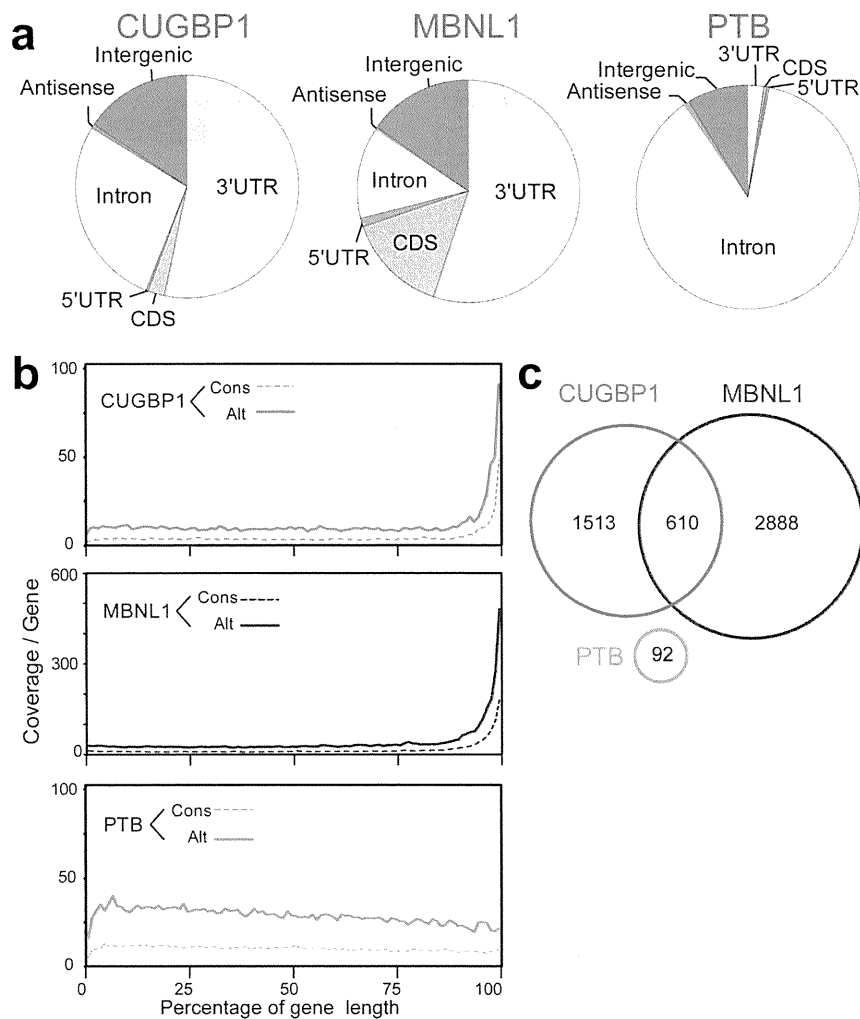 a
CUGBP1
MBNL1
PTB
Intergenic
Antisense
Intron
3'UTR
5'UTR
CDS
Intergenic
Antisense
Intron
3'UTR
5'UTR
CDS
3'UTR
Intergenic
CDS
Antisense
5'UTR
Intron
b
100
CUGBP1
Cons
Alt
50
0
600
MBNL1
Cons
Alt
300
0
100
PTB
Cons
Alt
50
0
0 25 50 75 100
Percentage of gene length
Coverage / Gene
c
CUGBP1
MBNL1
1513
610
2888
PTB
92